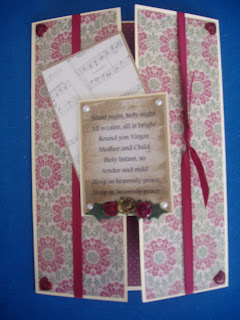 Silent night, Holy night
All is calm, all is bright
Round yon Virgin
Mother and Child
Holy Infant, so
tender and mild
Sleep in heavenly peace
Sleep in heavenly peace